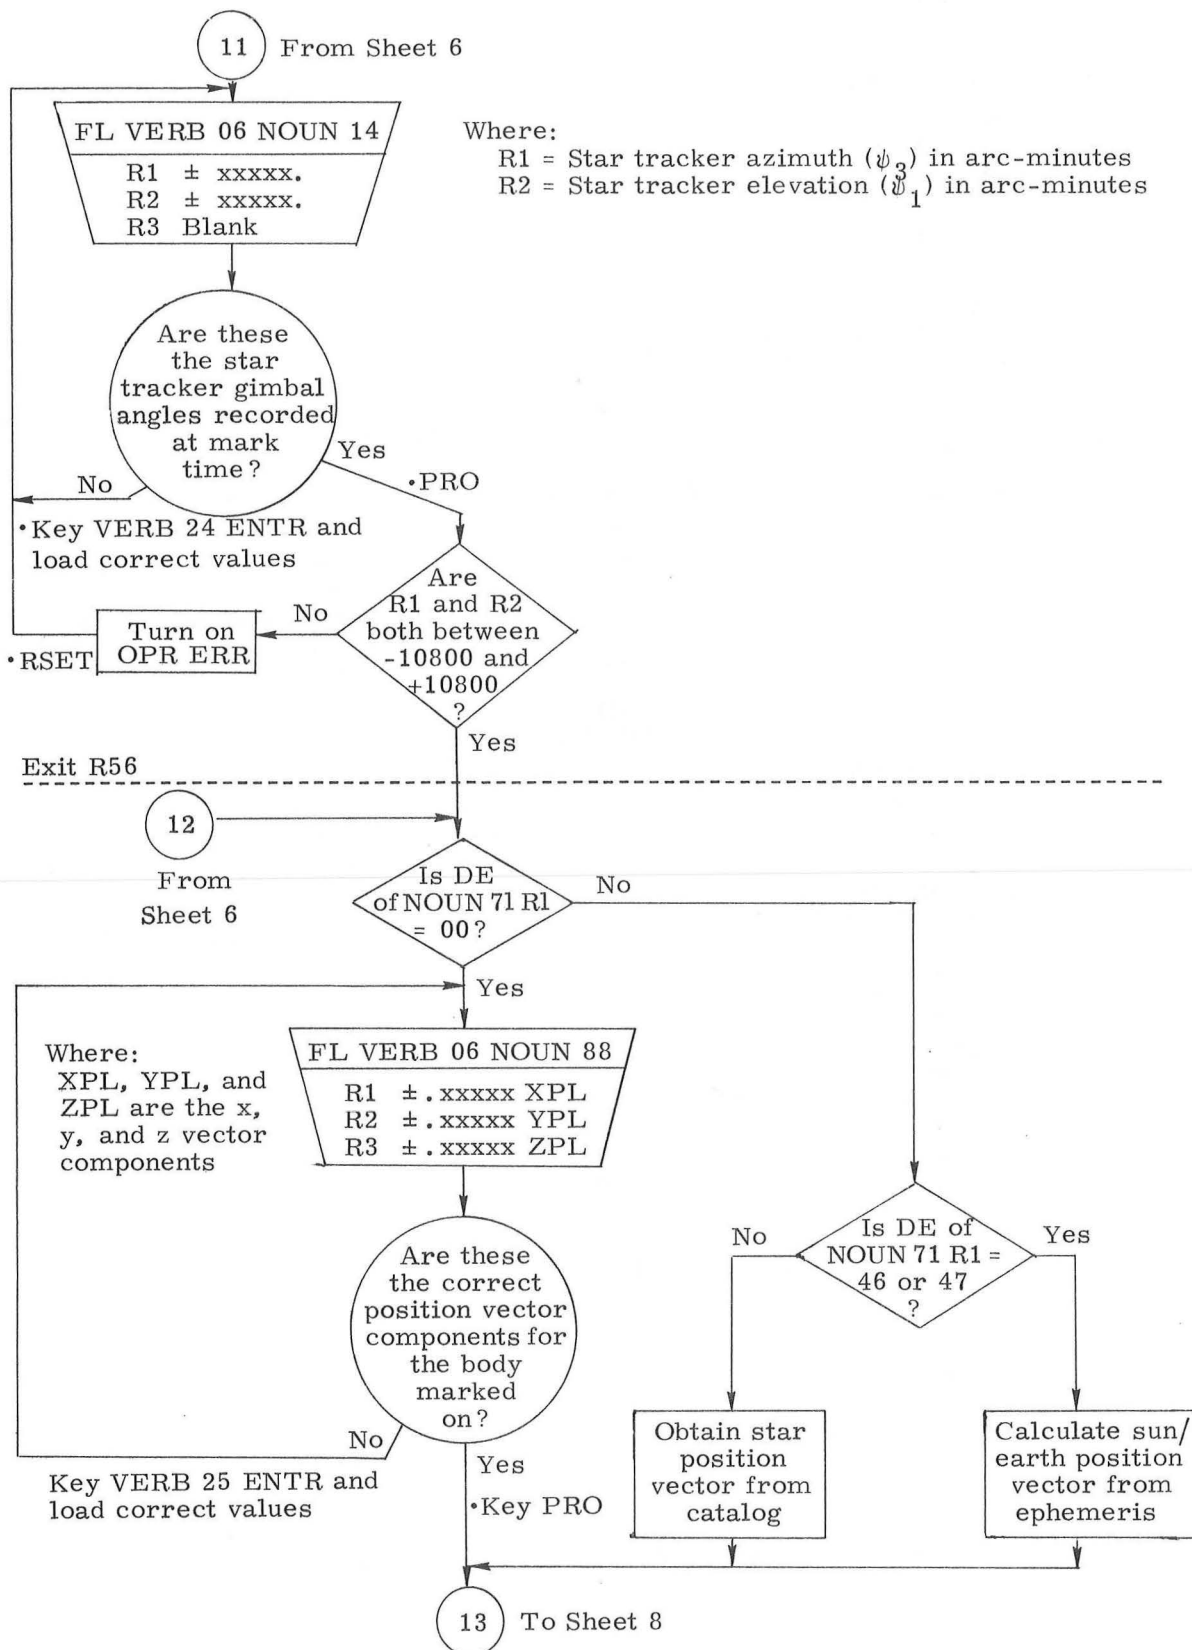 11 From Sheet 6
FL VERB 06 NOUN 14
R1 ± xxxxx.
R2 ± xxxxx.
R3 Blank
Where:
R1 = Star tracker azimuth (ψ3) in arc-minutes
R2 = Star tracker elevation (ψ1) in arc-minutes
Are these
the star
tracker gimbal
angles recorded
at mark
time?
Yes
No
•PRO
•Key VERB 24 ENTR and
load correct values
Are
R1 and R2
both between
-10800 and
+10800
?
No
Turn on
OPR ERR
•RSET
Yes
Exit R56
12
From
Sheet 6
Is DE
of NOUN 71 R1
= 00?
No
Yes
Where:
XPL, YPL, and
ZPL are the x,
y, and z vector
components
FL VERB 06 NOUN 88
R1 ±.xxxxx XPL
R2 ±.xxxxx YPL
R3 ±.xxxxx ZPL
Are these
the correct
position vector
components for
the body
marked
on?
No
Key VERB 25 ENTR and
load correct values
Yes
•Key PRO
Is DE of
NOUN 71 R1 =
46 or 47
?
No
Yes
Obtain star
position
vector from
catalog
Calculate sun/
earth position
vector from
ephemeris
13 To Sheet 8